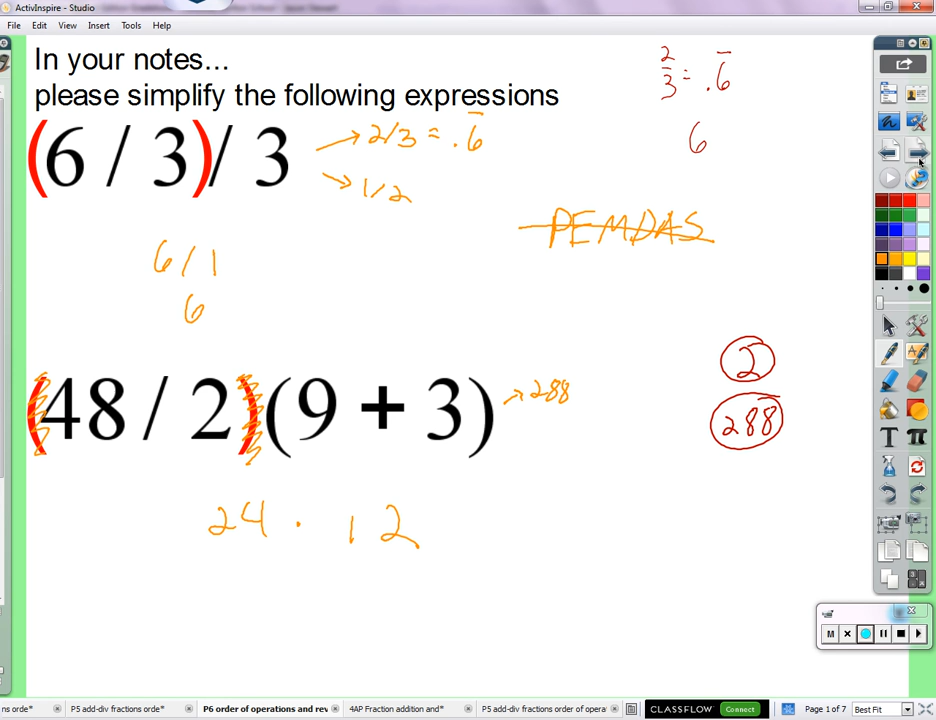 ActivInspire - Studio
File Edit View Insert Tools Help
In your notes...
please simplify the following expressions
2/3 = .6̅
6
(6 / 3)/ 3
→ 2/3 = .6̅
→ 1/2
PEMDAS
6 / 1
6
2
(48 / 2)(9 + 3) → 288
288
24 · 12
M
ns orde* P5 add-div fractions orde* P6 order of operations and rev 4AP Fraction addition and* P5 add-div fractions order of opera CLASSFLOW Connect Page 1 of 7 Best Fit